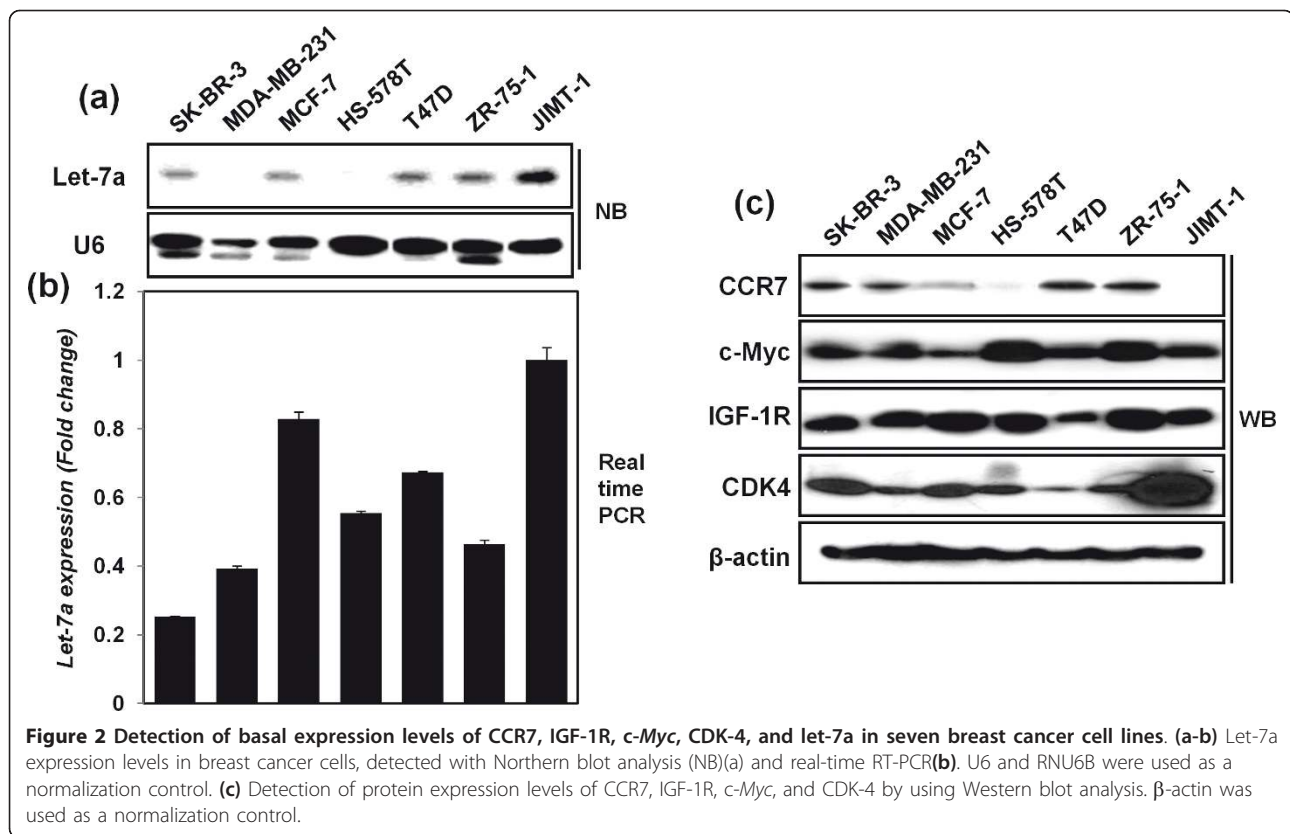 (a)
SK-BR-3
MDA-MB-231
MCF-7
HS-578T
T47D
ZR-75-1
JIMT-1
Let-7a
U6
NB
(b)
Let-7a expression (Fold change)
1.2
1
0.8
0.6
0.4
0.2
0
Real
time
PCR
(c)
SK-BR-3
MDA-MB-231
MCF-7
HS-578T
T47D
ZR-75-1
JIMT-1
CCR7
c-Myc
IGF-1R
CDK4
β-actin
WB
Figure 2 Detection of basal expression levels of CCR7, IGF-1R, c-Myc, CDK-4, and let-7a in seven breast cancer cell lines. (a-b) Let-7a
expression levels in breast cancer cells, detected with Northern blot analysis (NB)(a) and real-time RT-PCR(b). U6 and RNU6B were used as a
normalization control. (c) Detection of protein expression levels of CCR7, IGF-1R, c-Myc, and CDK-4 by using Western blot analysis. β-actin was
used as a normalization control.